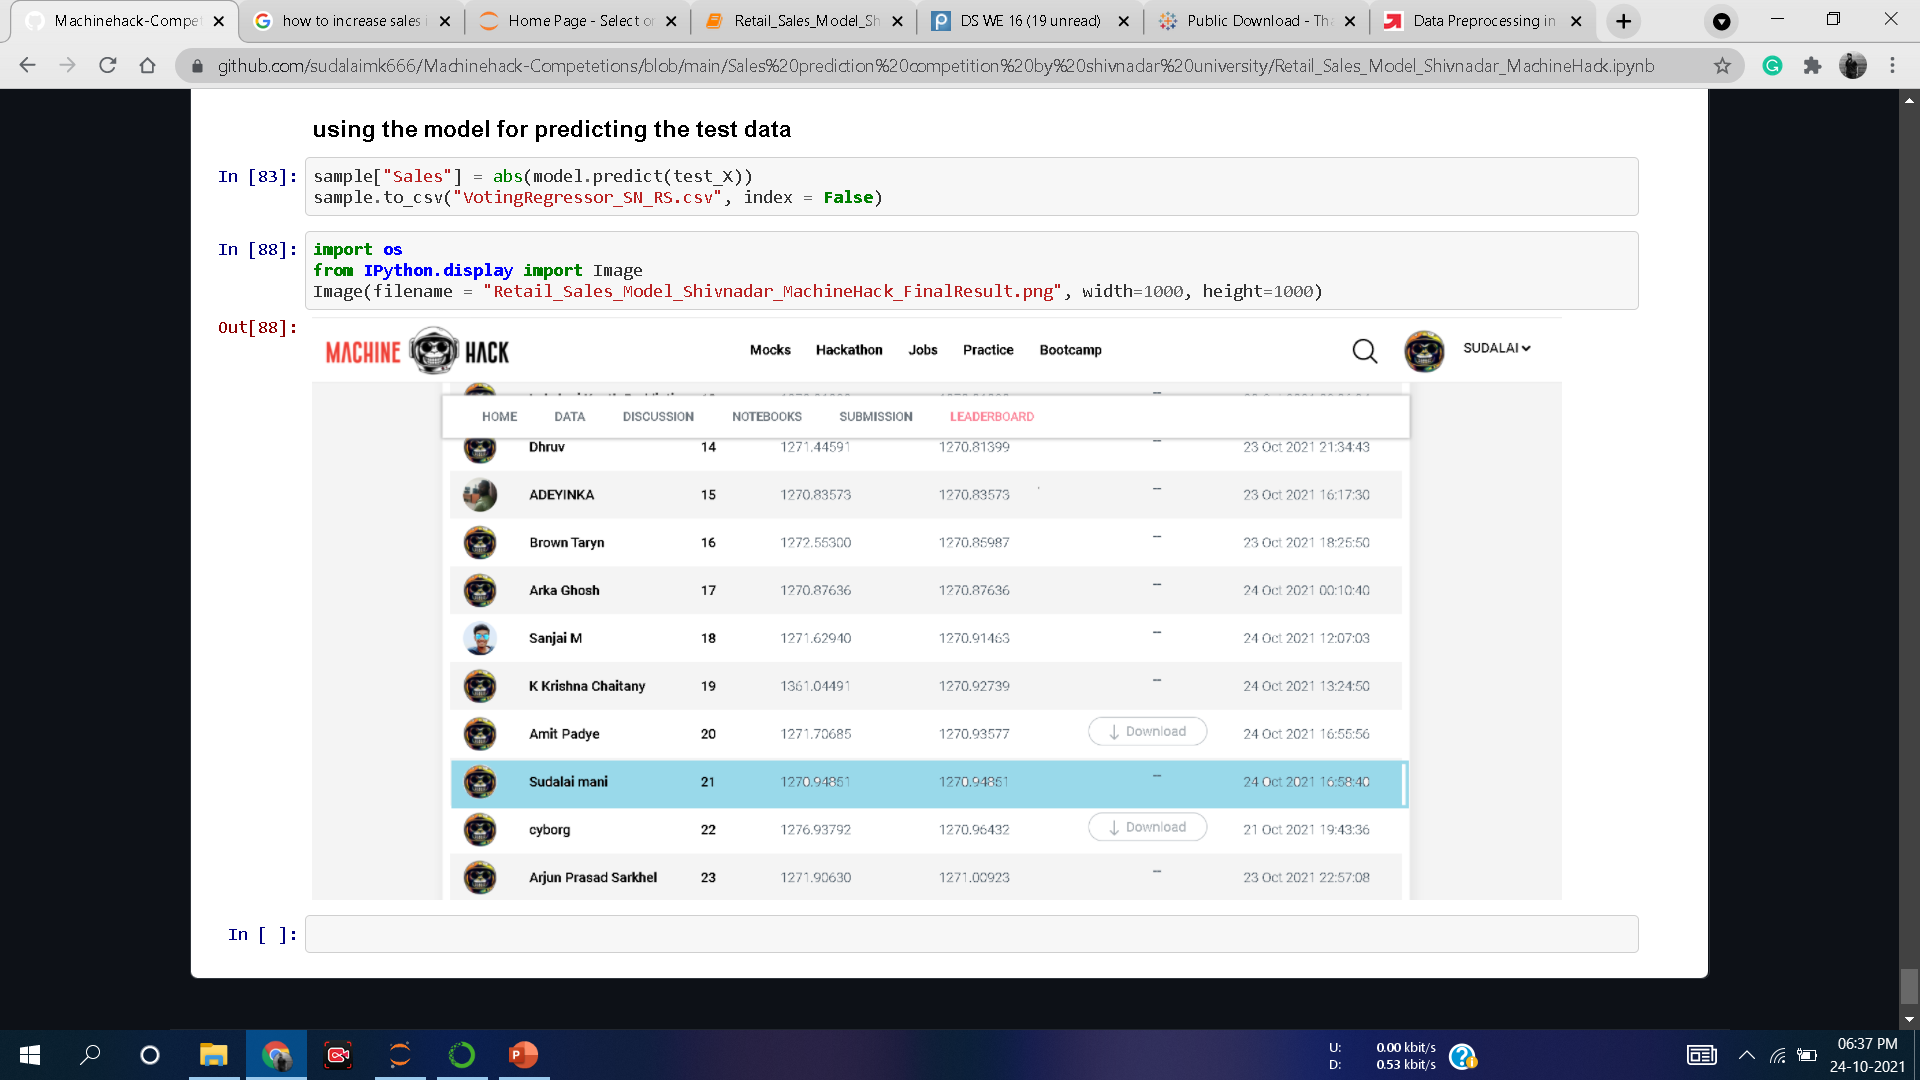 Machinehack-Compet
how to increase sales i
Home Page - Select or
Retail_Sales_Model_Sh
DS WE 16 (19 unread)
Public Download - Tha
Data Preprocessing in
github.com/sudalaimk666/Machinehack-Competetions/blob/main/Sales%20prediction%20competition%20by%20shivnadar%20university/Retail_Sales_Model_Shivnadar_MachineHack.ipynb
using the model for predicting the test data
In [83]: sample["Sales"] = abs(model.predict(test_X))
sample.to_csv("VotingRegressor_SN_RS.csv", index = False)
In [88]: import os
from IPython.display import Image
Image(filename = "Retail_Sales_Model_Shivnadar_MachineHack_FinalResult.png", width=1000, height=1000)
Out[88]:
MACHINE HACK Mocks Hackathon Jobs Practice Bootcamp SUDALAI
HOME DATA DISCUSSION NOTEBOOKS SUBMISSION LEADERBOARD
Dhruv 14 1271.44591 1270.81399 -- 23 Oct 2021 21:34:43
ADEYINKA 15 1270.83573 1270.83573 -- 23 Oct 2021 16:17:30
Brown Taryn 16 1272.55300 1270.85987 -- 23 Oct 2021 18:25:50
Arka Ghosh 17 1270.87636 1270.87636 -- 24 Oct 2021 00:10:40
Sanjai M 18 1271.62940 1270.91463 -- 24 Oct 2021 12:07:03
K Krishna Chaitany 19 1361.04491 1270.92739 -- 24 Oct 2021 13:24:50
Amit Padye 20 1271.70685 1270.93577 Download 24 Oct 2021 16:55:56
Sudalai mani 21 1270.94851 1270.94851 -- 24 Oct 2021 16:58:40
cyborg 22 1276.93792 1270.96432 Download 21 Oct 2021 19:43:36
Arjun Prasad Sarkhel 23 1271.90630 1271.00923 -- 23 Oct 2021 22:57:08
In [ ]:
U: 0.00 kbit/s
D: 0.53 kbit/s
06:37 PM
24-10-2021